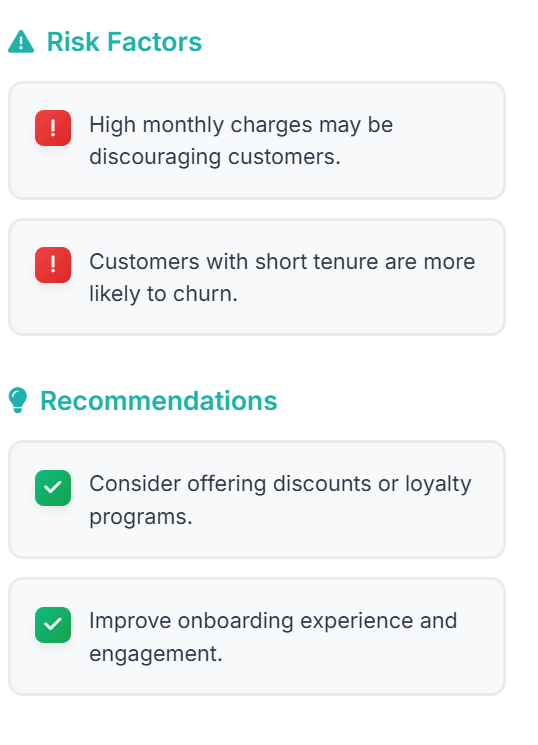 Risk Factors
High monthly charges may be
discouraging customers.
Customers with short tenure are more
likely to churn.
Recommendations
Consider offering discounts or loyalty
programs.
Improve onboarding experience and
engagement.